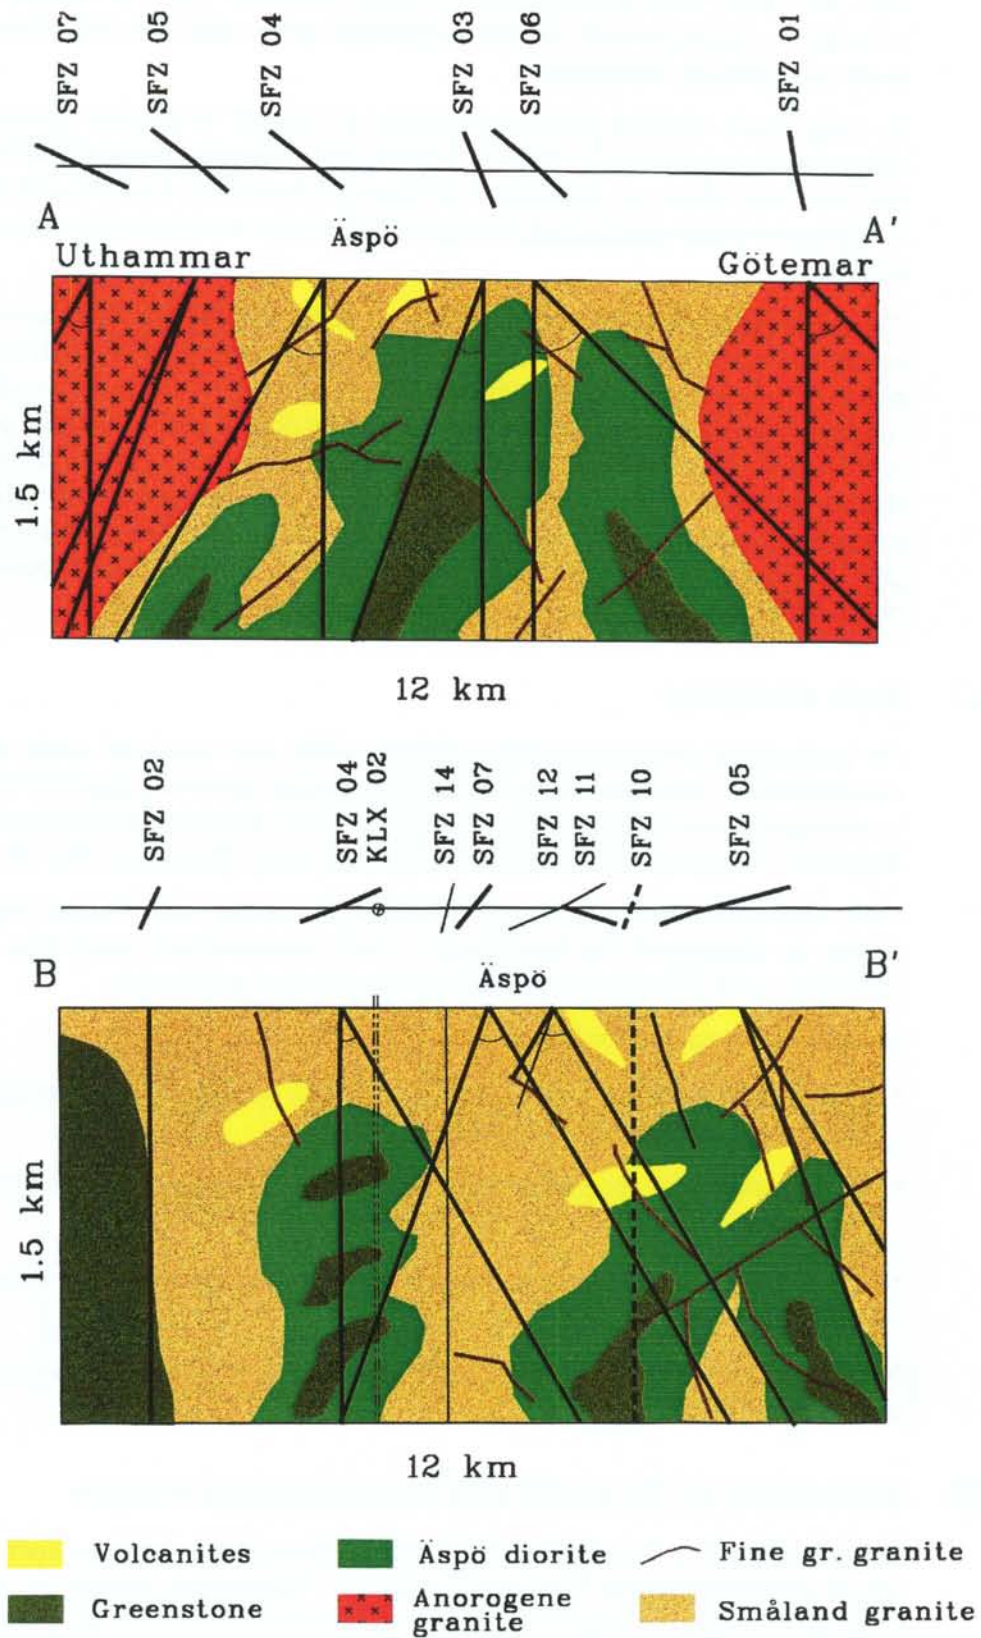 SFZ 07
SFZ 05
SFZ 04
SFZ 03
SFZ 06
SFZ 01
A
Äspö
A'
Uthammar
Götemar
1.5 km
12 km
SFZ 02
SFZ 04
KLX 02
SFZ 14
SFZ 07
SFZ 12
SFZ 11
SFZ 10
SFZ 05
B
Äspö
B'
1.5 km
12 km
Volcanites
Äspö diorite
Fine gr. granite
Greenstone
Anorogene
granite
Småland granite